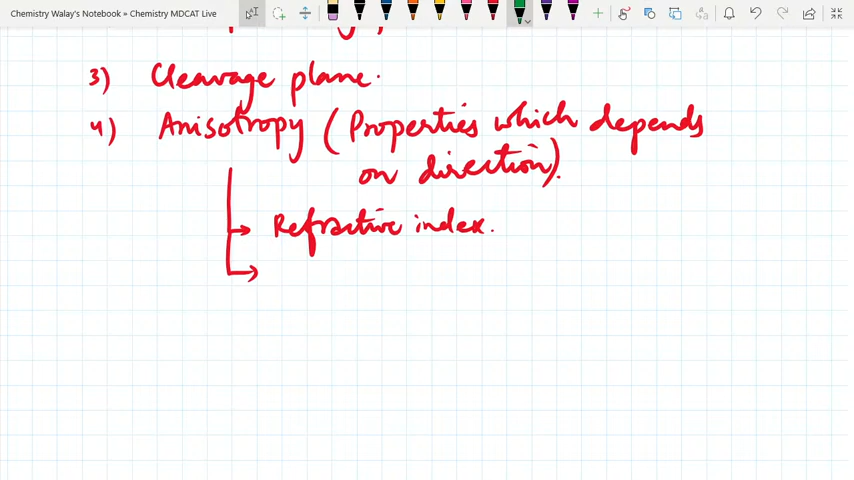 Chemistry Walay's Notebook » Chemistry MDCAT Live
3) Cleavage plane.
4) Anisotropy (Properties which depends
on direction).
Refractive index.